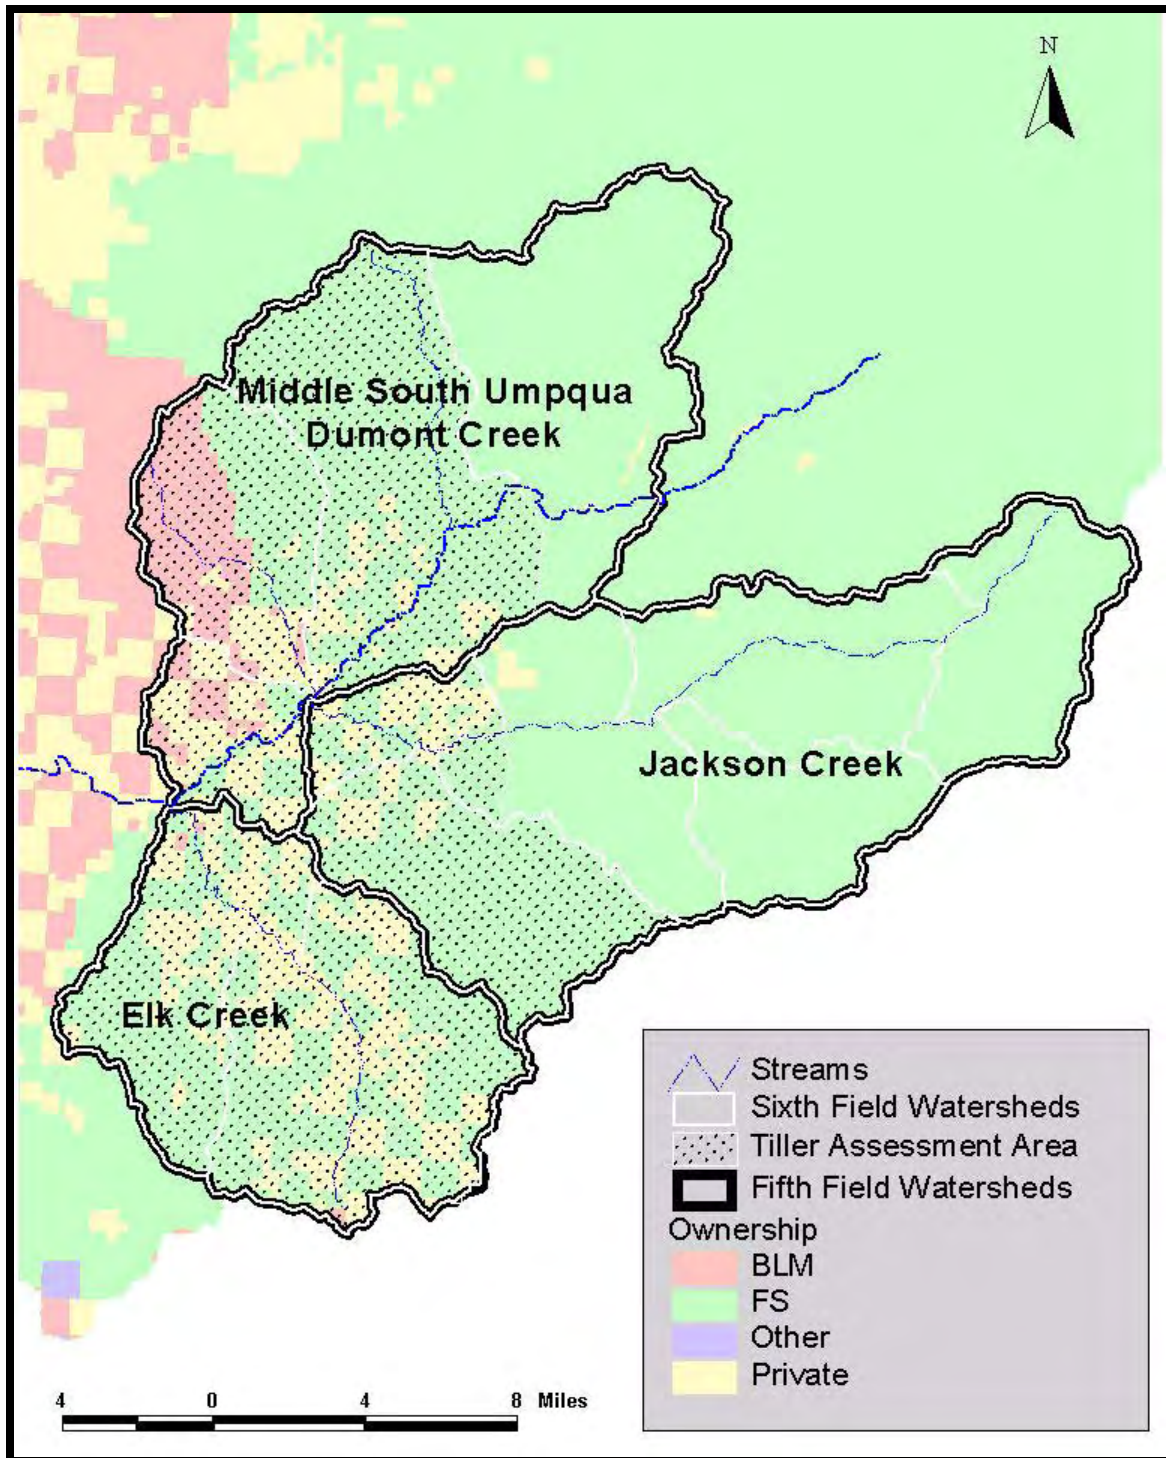 N
Middle South Umpqua
Dumont Creek
Jackson Creek
Elk Creek
Streams
Sixth Field Watersheds
Tiller Assessment Area
Fifth Field Watersheds
Ownership
BLM
FS
Other
Private
4 0 4 8 Miles